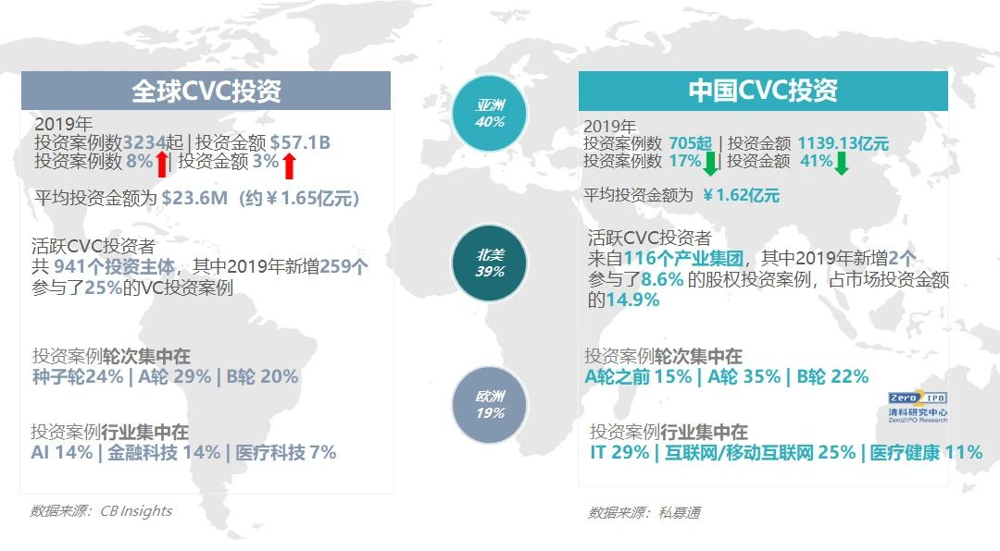 全球CVC投资
2019年
投资案例数3234起 | 投资金额 $57.1B
投资案例数 8% | 投资金额 3%
平均投资金额为 $23.6M（约￥1.65亿元）
活跃CVC投资者
共 941个投资主体，其中2019年新增259个
参与了25%的VC投资案例
投资案例轮次集中在
种子轮24% | A轮 29% | B轮 20%
投资案例行业集中在
AI 14% | 金融科技 14% | 医疗科技 7%
数据来源：CB Insights
亚洲
40%
北美
39%
欧洲
19%
中国CVC投资
2019年
投资案例数 705起 | 投资金额 1139.13亿元
投资案例数 17% | 投资金额 41%
平均投资金额为 ￥1.62亿元
活跃CVC投资者
来自116个产业集团，其中2019年新增2个
参与了8.6% 的股权投资案例，占市场投资金额
的14.9%
投资案例轮次集中在
A轮之前 15% | A轮 35% | B轮 22%
Zero2IPO
清科研究中心
Zero2IPO Research
投资案例行业集中在
IT 29% | 互联网/移动互联网 25% | 医疗健康 11%
数据来源：私募通